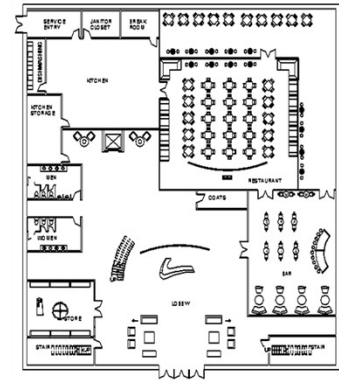 SERVICE
ENTRY
JANITOR
CLOSET
BREAK
ROOM
DISHWASHING
KITCHEN
KITCHEN
STORAGE
MEN
WOMEN
RESTAURANT
COATS
BAR
LOBBY
STORE
STAIR
UP
STAIR